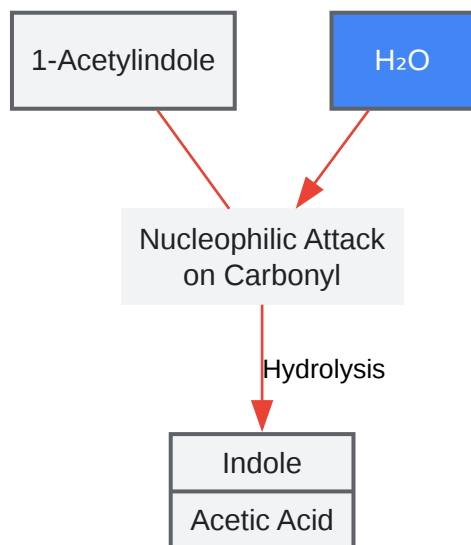 1-Acetylindole
H₂O
Nucleophilic Attack
on Carbonyl
Hydrolysis
Indole
Acetic Acid